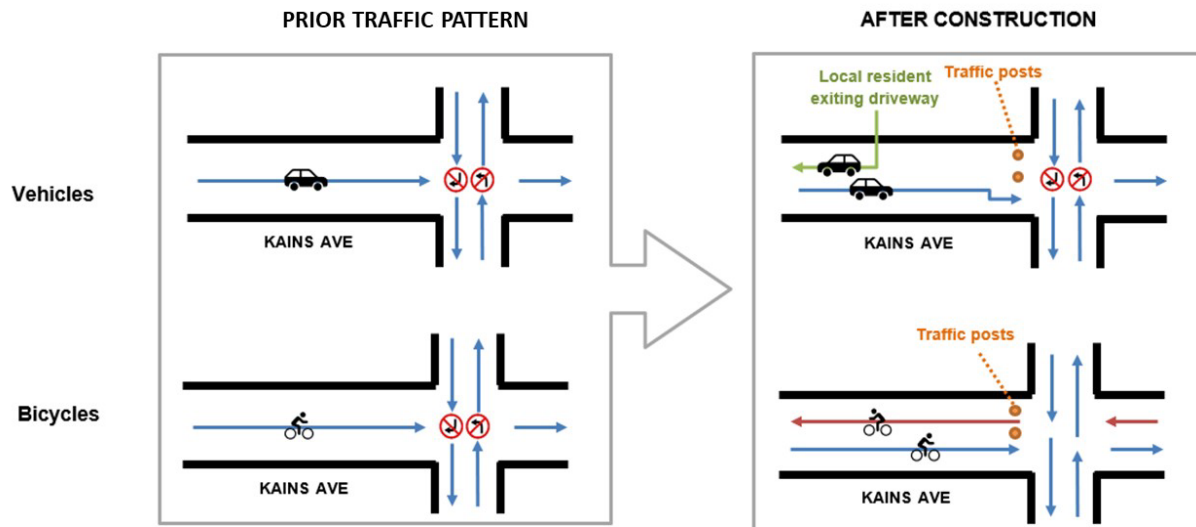 PRIOR TRAFFIC PATTERN
AFTER CONSTRUCTION
Vehicles
KAINS AVE
Local resident
exiting driveway
Traffic posts
KAINS AVE
Bicycles
KAINS AVE
Traffic posts
KAINS AVE